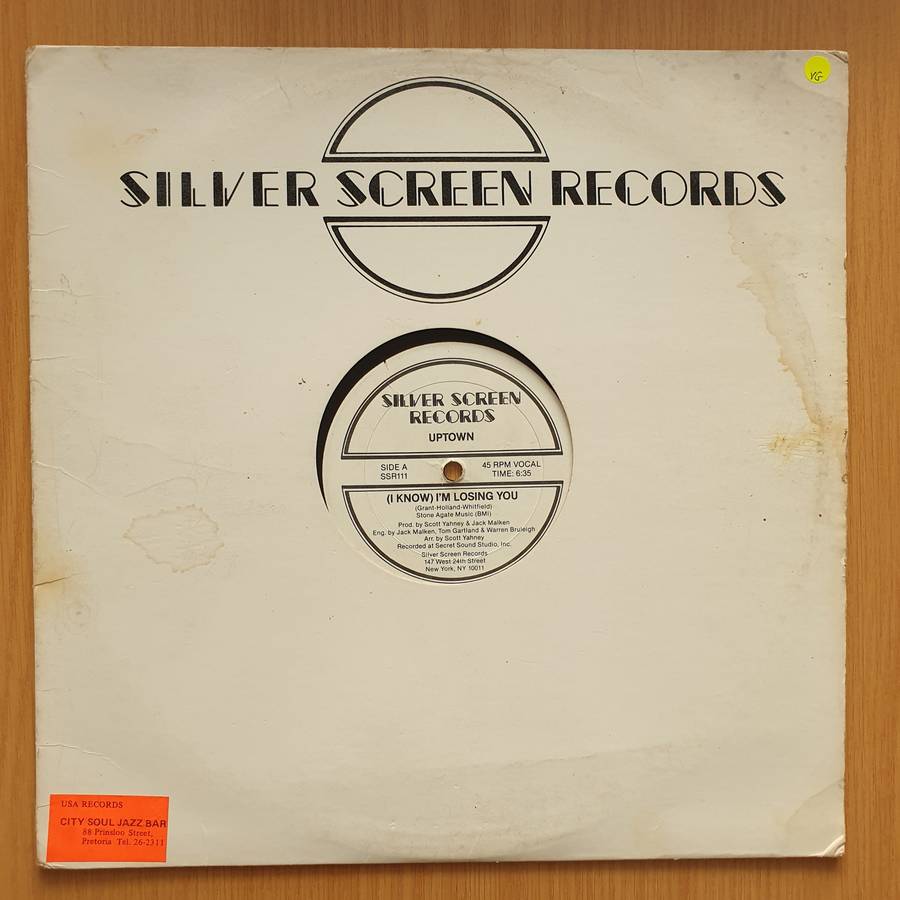 VG
SILVER SCREEN RECORDS
SILVER SCREEN
RECORDS
UPTOWN
SIDE A
SSR111
45 RPM VOCAL
TIME: 6:35
(I KNOW) I'M LOSING YOU
(Grant-Holland-Whitfield)
Stone Agate Music (BMI)
Prod. by Scott Yahney & Jack Malken
Eng. by Jack Malken, Tom Gartland & Warren Bruleigh
Arr. by Scott Yahney
Recorded at Secret Sound Studio, Inc.
Silver Screen Records
147 West 24th Street
New York, NY 10011
USA RECORDS
CITY SOUL JAZZ BAR
88 Prinsloo Street,
Pretoria Tel. 26-2311